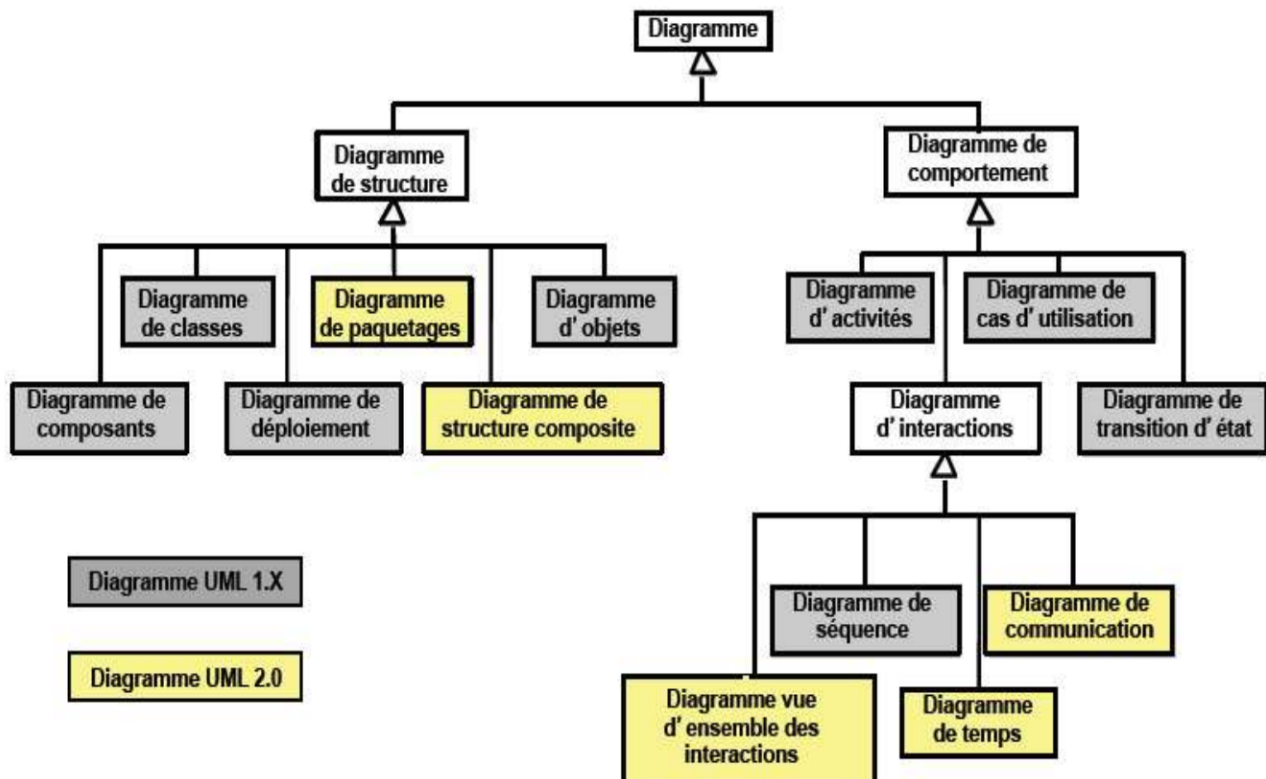 Diagramme
Diagramme
de structure
Diagramme de
comportement
Diagramme
de classes
Diagramme
de paquetages
Diagramme
d’ objets
Diagramme
d’ activités
Diagramme de
cas d’ utilisation
Diagramme de
composants
Diagramme de
déploiement
Diagramme de
structure composite
Diagramme
d’ interactions
Diagramme de
transition d’ état
Diagramme UML 1.X
Diagramme de
séquence
Diagramme de
communication
Diagramme UML 2.0
Diagramme vue
d’ ensemble des
interactions
Diagramme
de temps